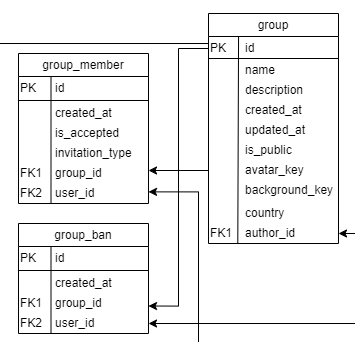 group
PK id
name
description
created_at
updated_at
is_public
avatar_key
background_key
country
FK1 author_id
group_member
PK id
created_at
is_accepted
invitation_type
FK1 group_id
FK2 user_id
group_ban
PK id
created_at
FK1 group_id
FK2 user_id